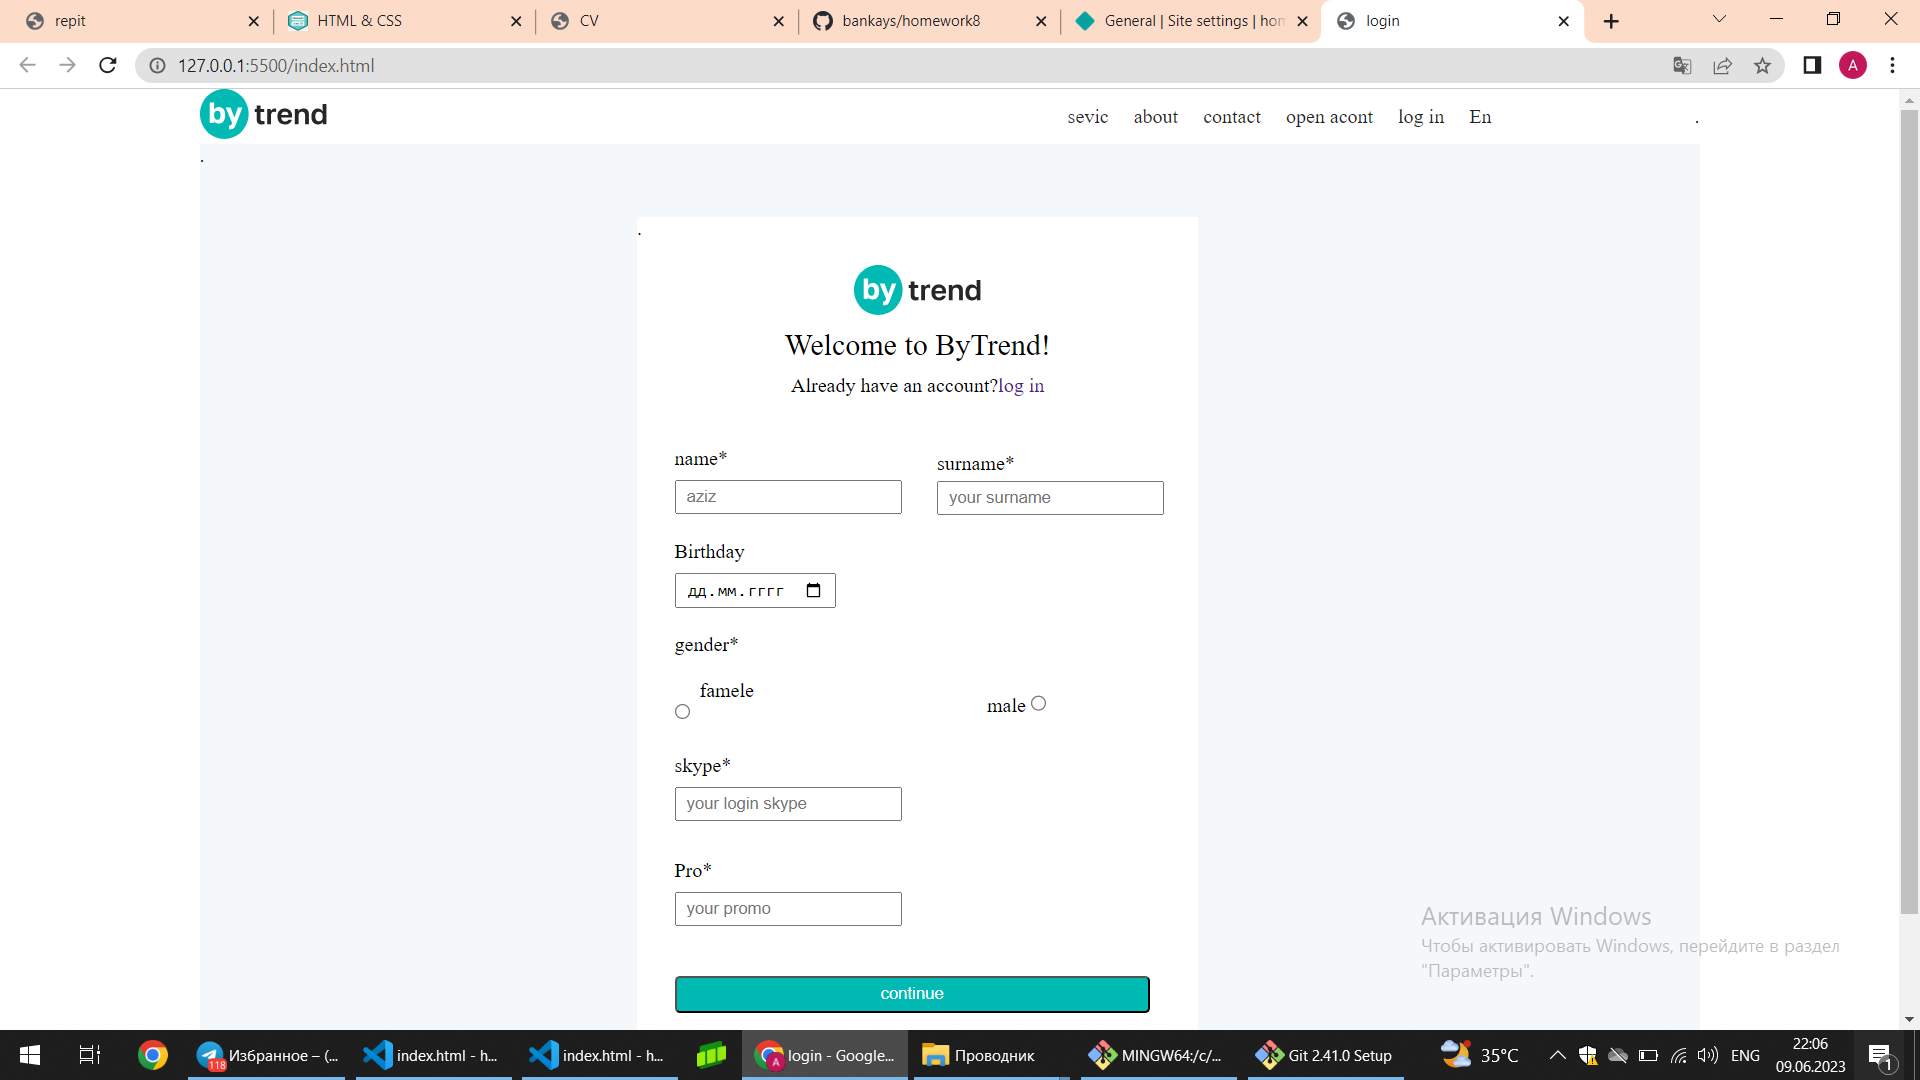 repit
HTML & CSS
CV
bankays/homework8
General | Site settings | hom
login
127.0.0.1:5500/index.html
A
by trend
sevic about contact open acont log in En .
.
.
by trend
Welcome to ByTrend!
Already have an account?log in
name*
surname*
aziz
your surname
Birthday
дд.мм.гггг
gender*
famele
male
skype*
your login skype
Pro*
your promo
continue
Активация Windows
Чтобы активировать Windows, перейдите в раздел
"Параметры".
118
Избранное – (...
index.html - h...
index.html - h...
A
login - Google...
Проводник
MINGW64:/c/...
Git 2.41.0 Setup
35°C
ENG
22:06
09.06.2023
1